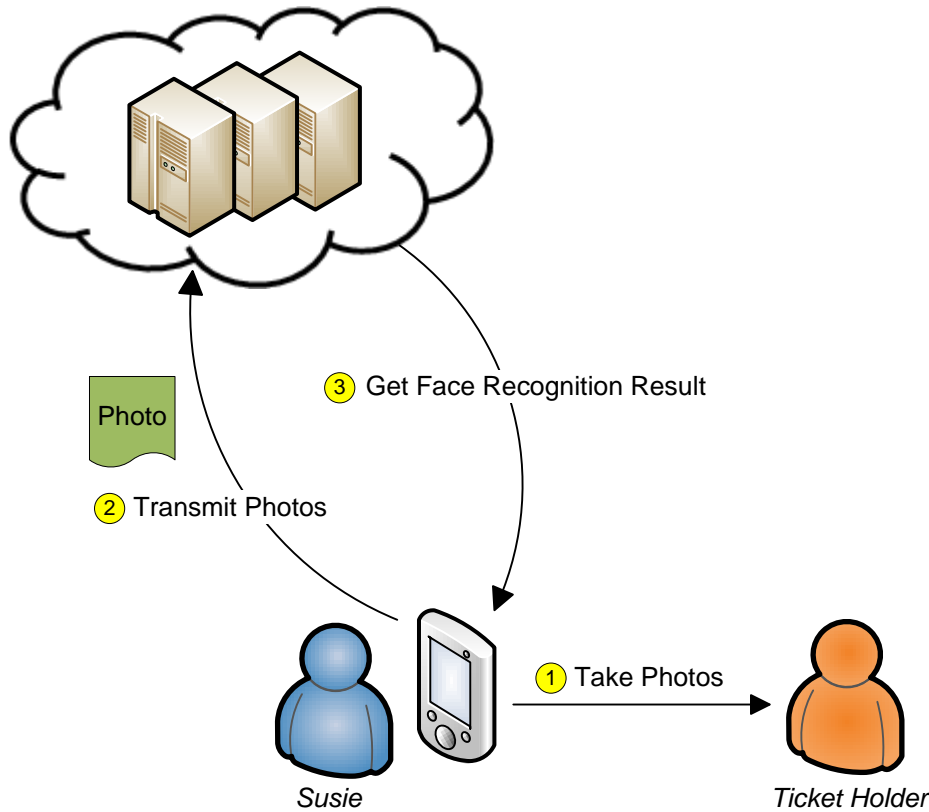 3 Get Face Recognition Result
Photo
2 Transmit Photos
1 Take Photos
Susie
Ticket Holder